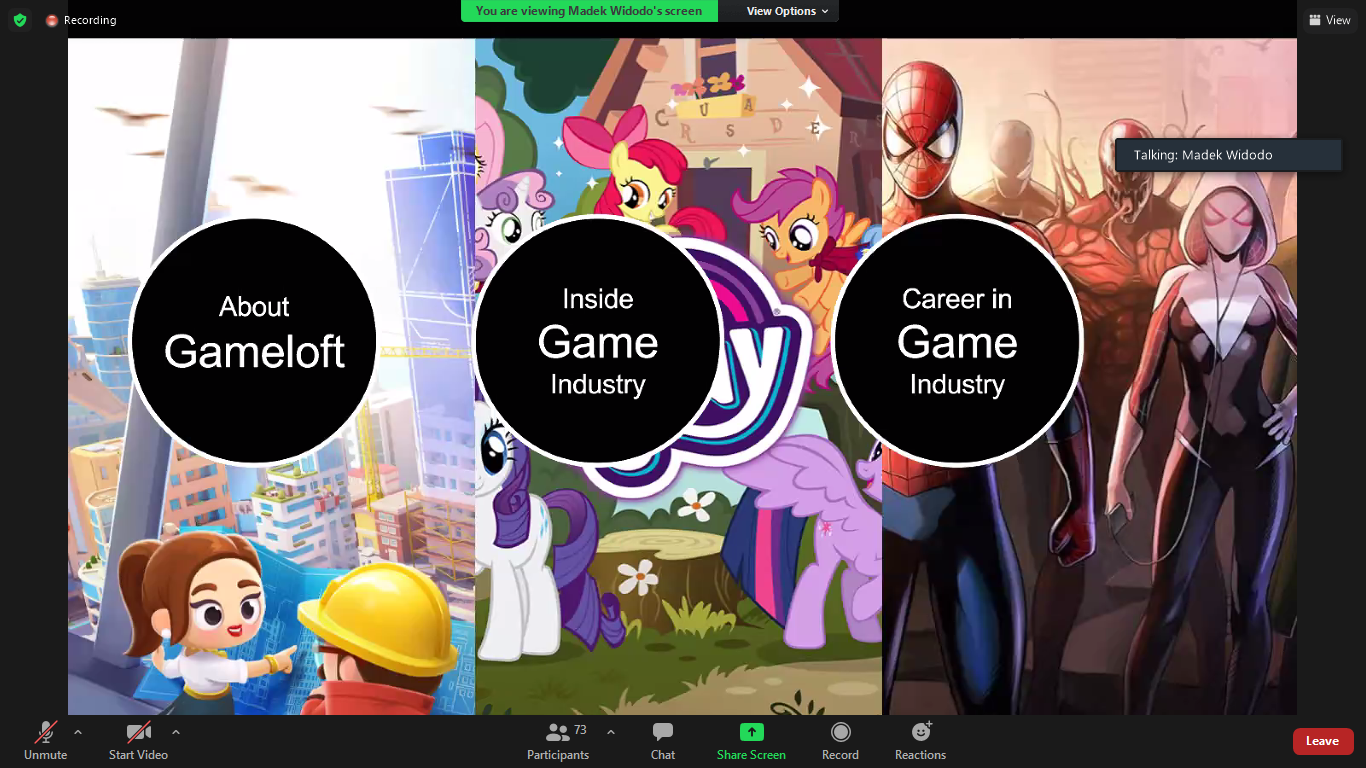 Recording
You are viewing Madek Widodo's screen
View Options
View
C U A
C R S D E R S
Talking: Madek Widodo
About
Gameloft
Inside
Game
Industry
Career in
Game
Industry
®
y
Unmute
Start Video
Participants
73
Chat
Share Screen
Record
Reactions
Leave